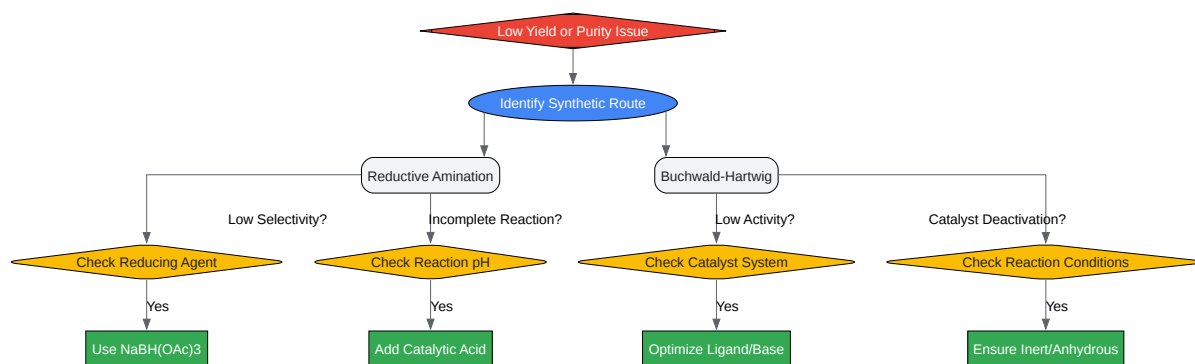 Low Yield or Purity Issue
Identify Synthetic Route
Reductive Amination
Buchwald-Hartwig
Low Selectivity?
Incomplete Reaction?
Low Activity?
Catalyst Deactivation?
Check Reducing Agent
Check Reaction pH
Check Catalyst System
Check Reaction Conditions
Yes
Yes
Yes
Yes
Use NaBH(OAc)3
Add Catalytic Acid
Optimize Ligand/Base
Ensure Inert/Anhydrous